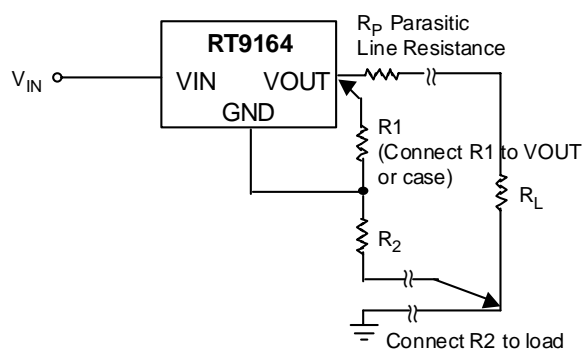 RT9164
R_P Parasitic
Line Resistance
V_IN
VIN
VOUT
GND
R1
(Connect R1 to VOUT
or case)
R_L
R_2
Connect R2 to load